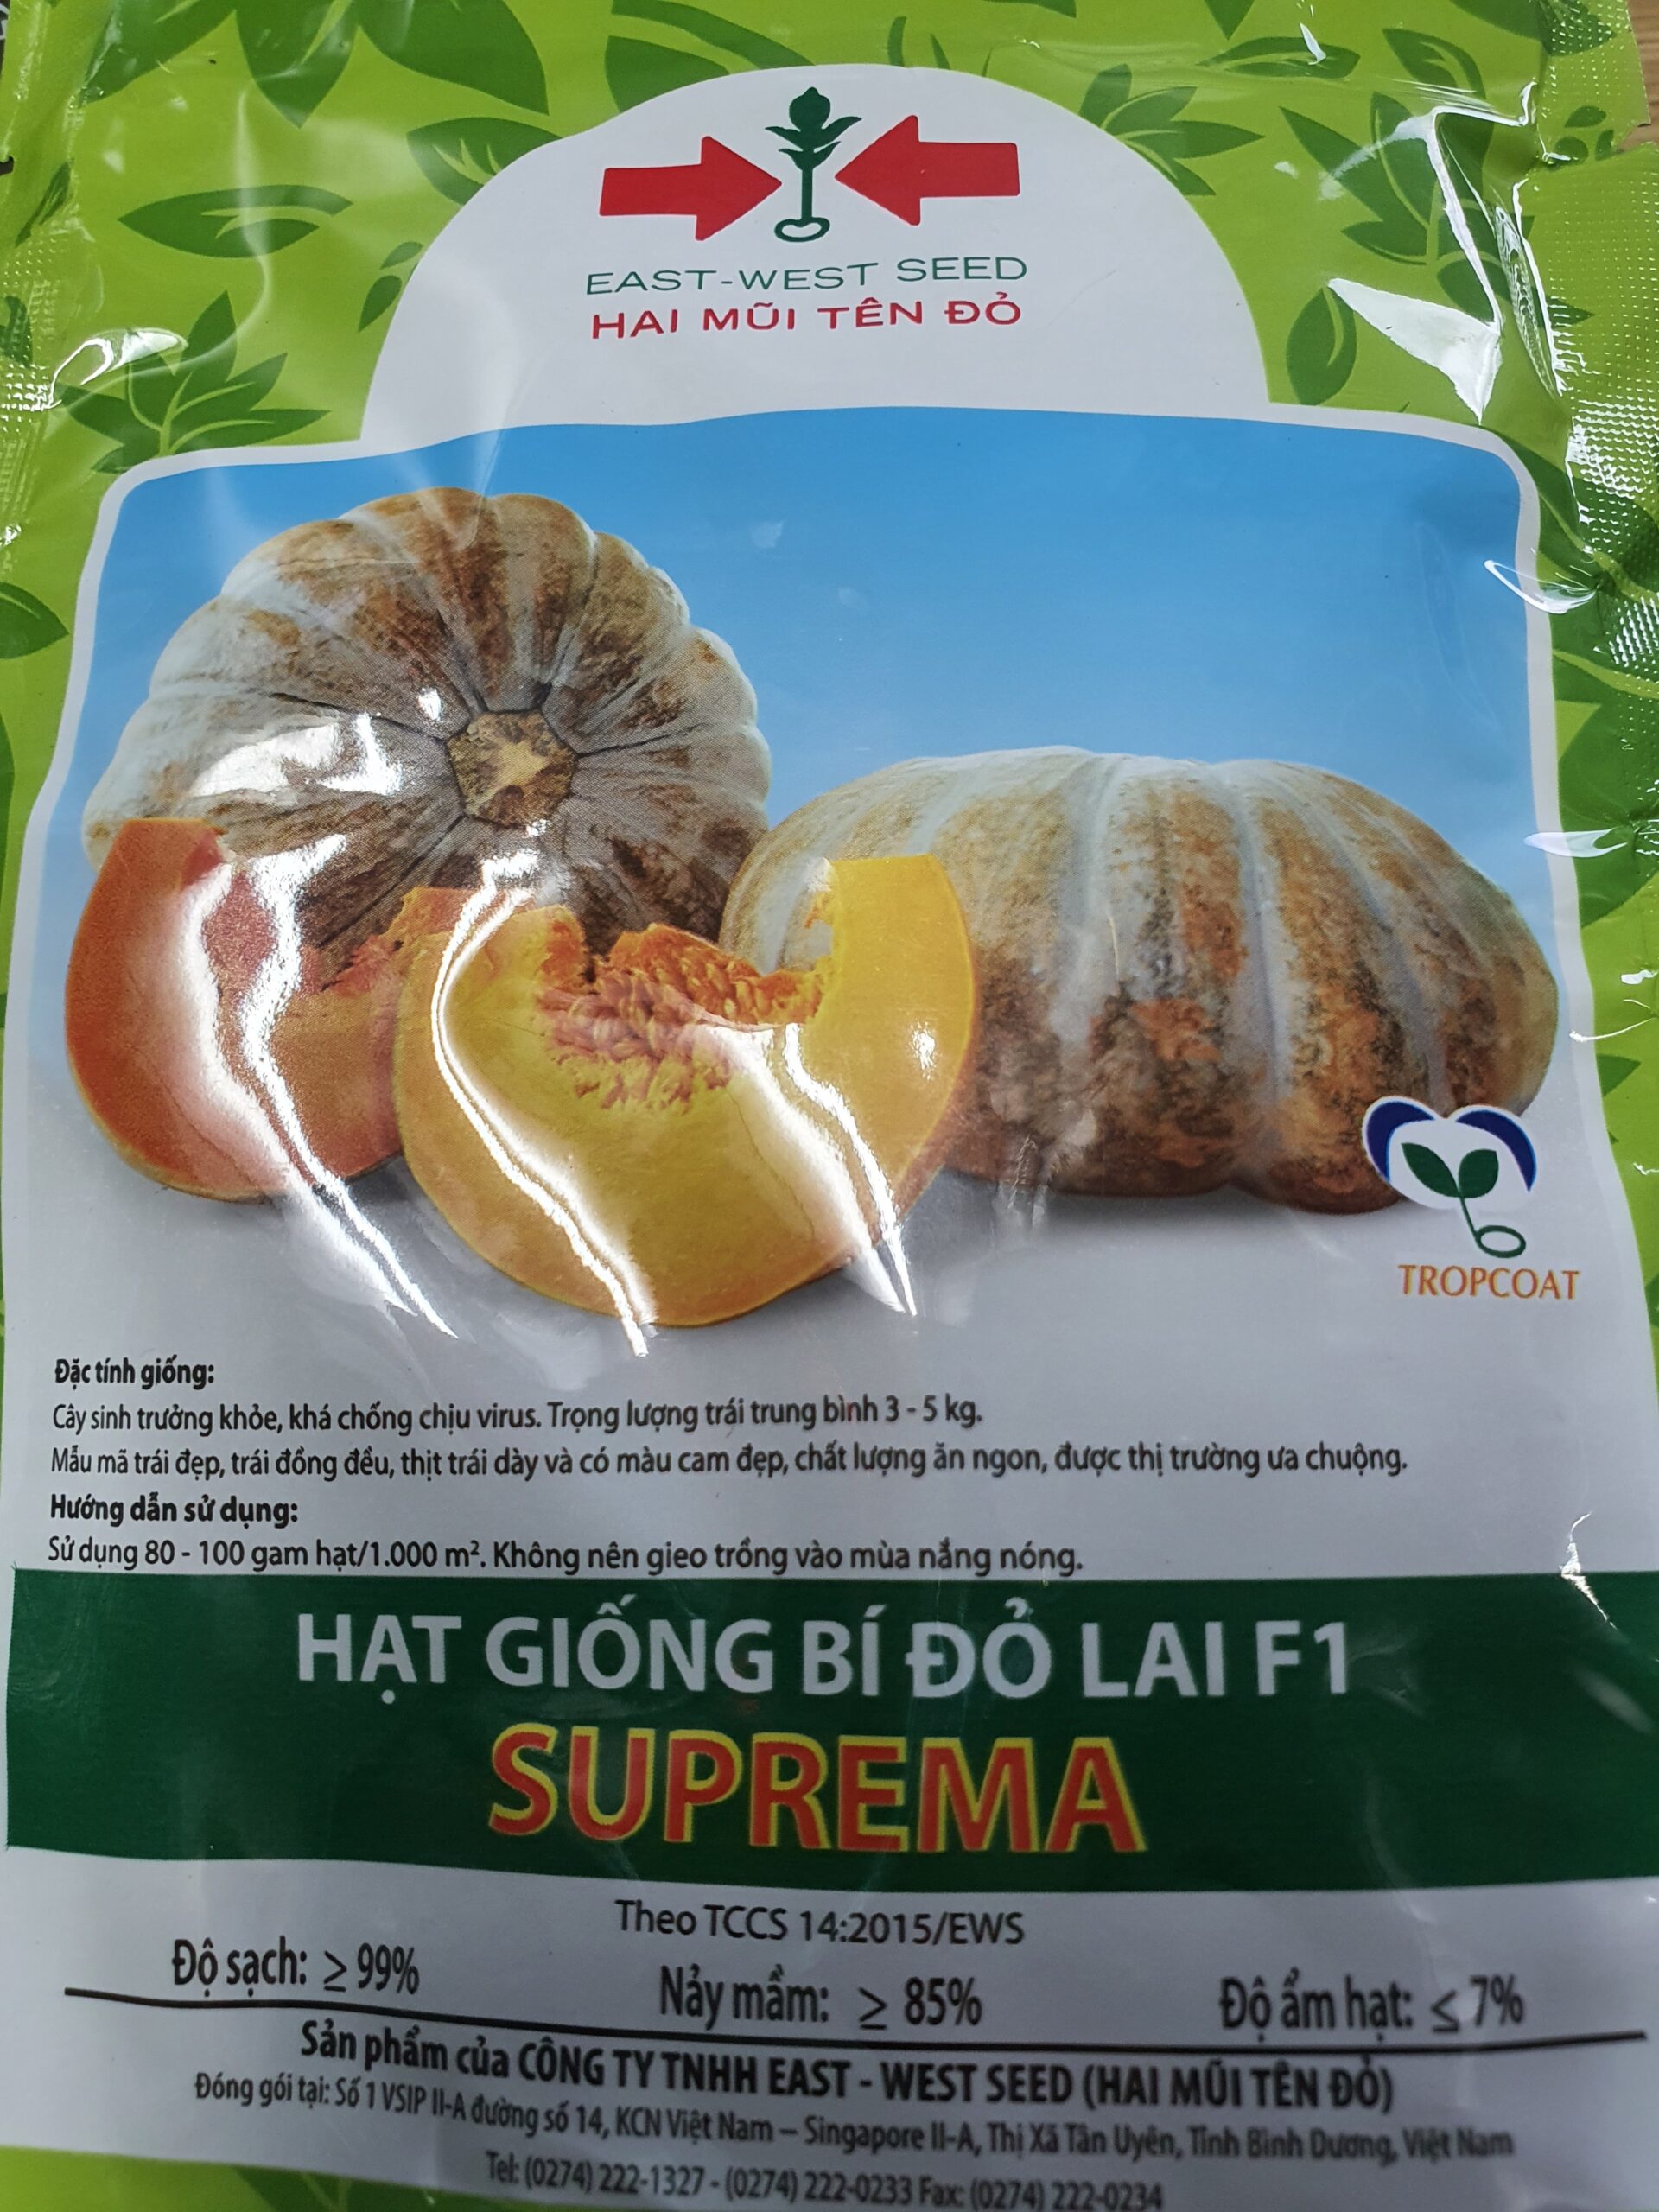 EAST-WEST SEED
HAI MŨI TÊN ĐỎ
TROPCOAT
Đặc tính giống:
Cây sinh trưởng khỏe, khá chống chịu virus. Trọng lượng trái trung bình 3 - 5 kg.
Mẫu mã trái đẹp, trái đồng đều, thịt trái dày và có màu cam đẹp, chất lượng ăn ngon, được thị trường ưa chuộng.
Hướng dẫn sử dụng:
Sử dụng 80 - 100 gam hạt/1.000 m². Không nên gieo trồng vào mùa nắng nóng.
HẠT GIỐNG BÍ ĐỎ LAI F1
SUPREMA
Theo TCCS 14:2015/EWS
Độ sạch: ≥ 99% Nảy mầm: ≥ 85% Độ ẩm hạt: ≤ 7%
Sản phẩm của CÔNG TY TNHH EAST - WEST SEED (HAI MŨI TÊN ĐỎ)
Đóng gói tại: Số 1 VSIP II-A đường số 14, KCN Việt Nam – Singapore II-A, Thị Xã Tân Uyên, Tỉnh Bình Dương, Việt Nam
Tel: (0274) 222-1327 - (0274) 222-0233 Fax: (0274) 222-0234